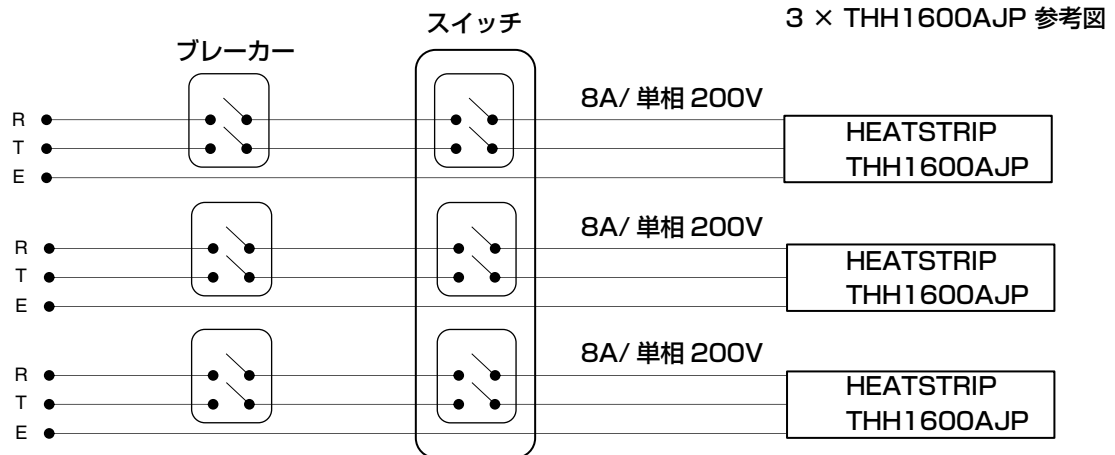 3 × THH1600AJP 参考図
スイッチ
ブレーカー
8A/ 単相 200V
R
T
E
HEATSTRIP
THH1600AJP
8A/ 単相 200V
R
T
E
HEATSTRIP
THH1600AJP
8A/ 単相 200V
R
T
E
HEATSTRIP
THH1600AJP